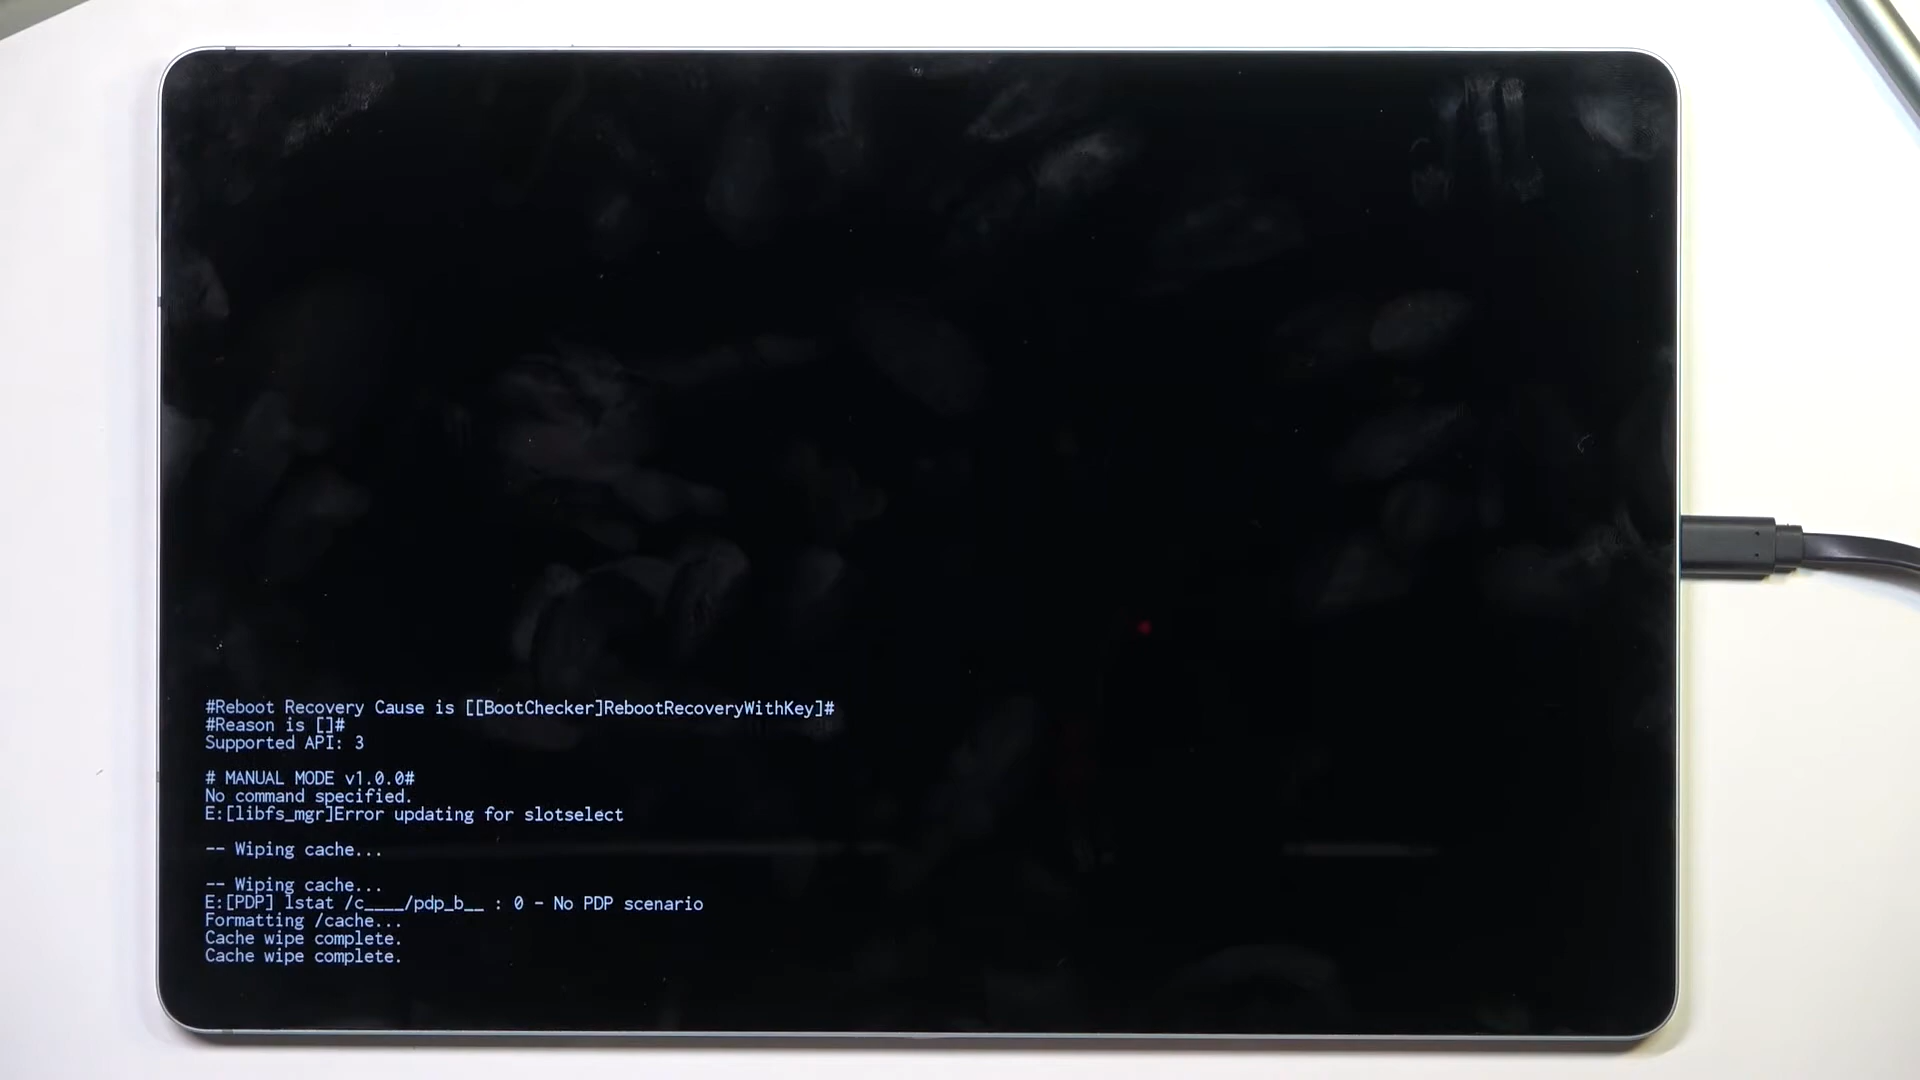 #Reboot Recovery Cause is [[BootChecker]RebootRecoveryWithKey]#
#Reason is []#
Supported API: 3
# MANUAL MODE v1.0.0#
No command specified.
E:[libfs_mgr]Error updating for slotselect
-- Wiping cache...
-- Wiping cache...
E:[PDP] lstat /c____/pdp_b__ : 0 - No PDP scenario
Formatting /cache...
Cache wipe complete.
Cache wipe complete.